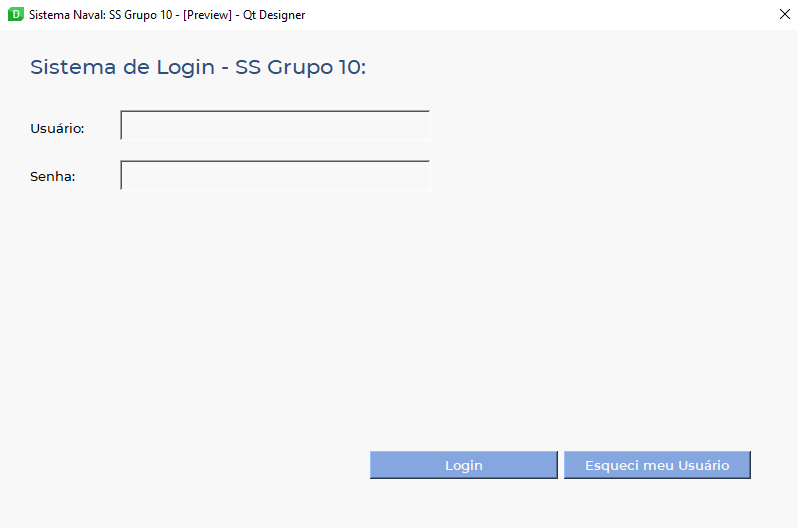 Sistema Naval: SS Grupo 10 - [Preview] - Qt Designer
Sistema de Login - SS Grupo 10:
Usuário:
Senha:
Login
Esqueci meu Usuário